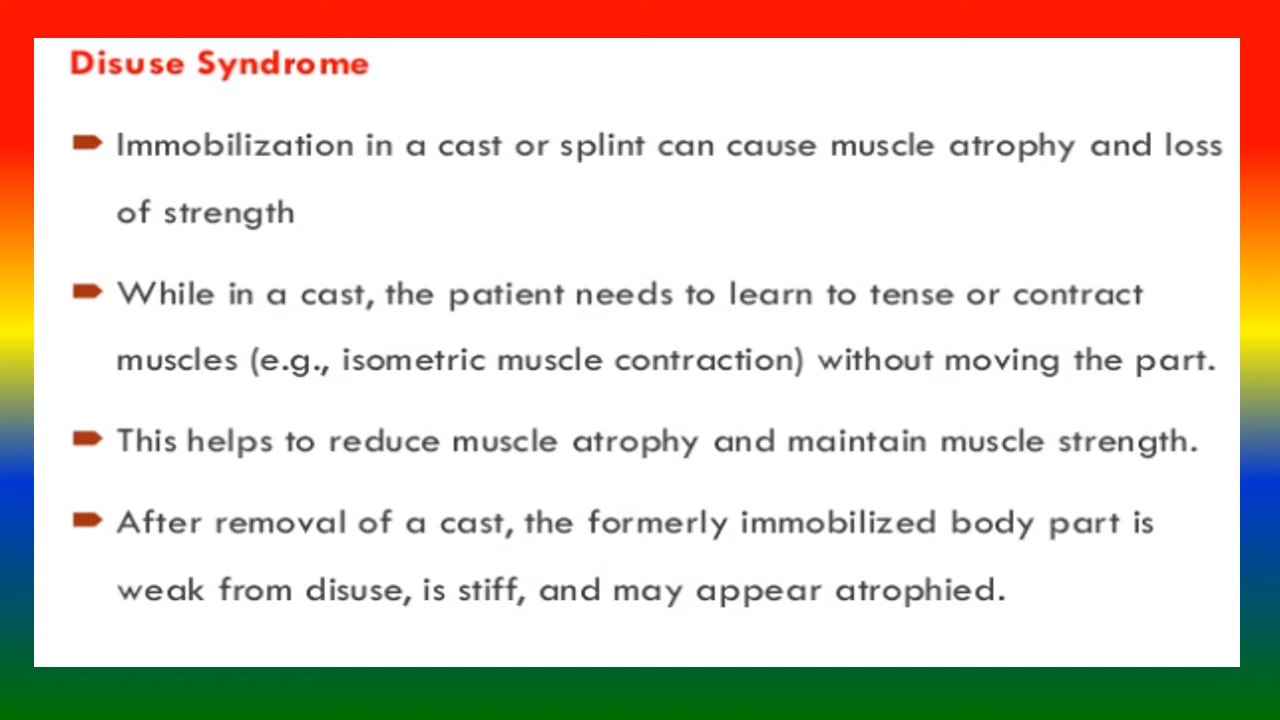 Disuse Syndrome
Immobilization in a cast or splint can cause muscle atrophy and loss
of strength
While in a cast, the patient needs to learn to tense or contract
muscles (e.g., isometric muscle contraction) without moving the part.
This helps to reduce muscle atrophy and maintain muscle strength.
After removal of a cast, the formerly immobilized body part is
weak from disuse, is stiff, and may appear atrophied.